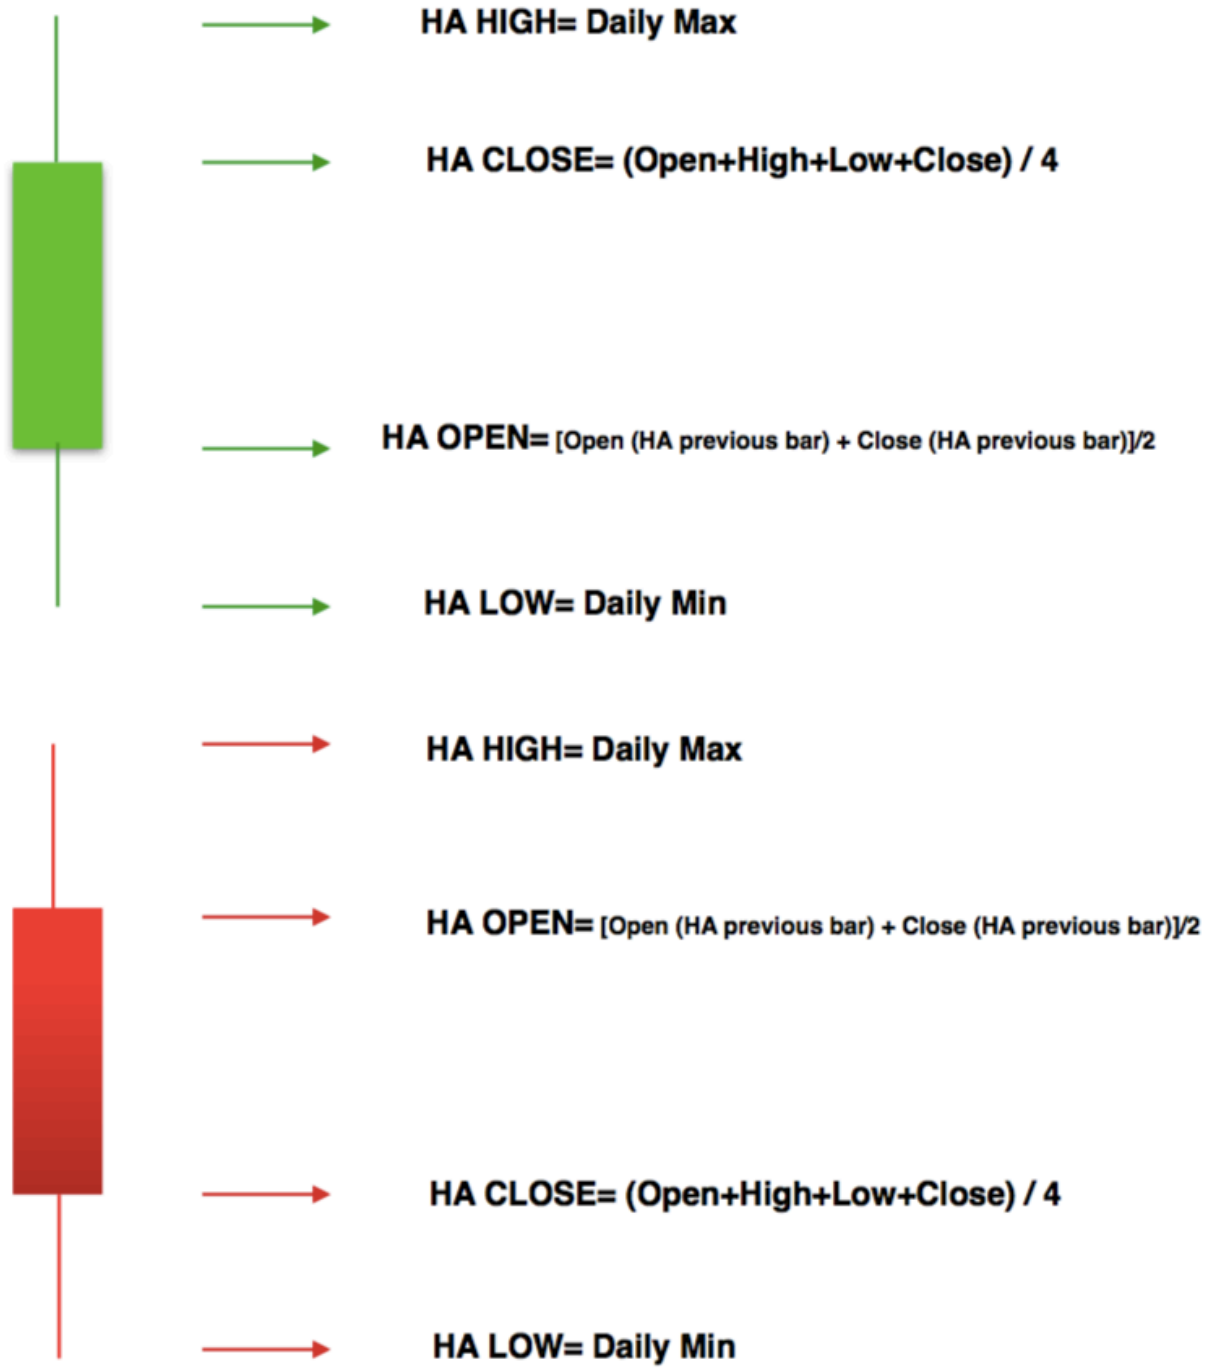 HA HIGH= Daily Max
HA CLOSE= (Open+High+Low+Close) / 4
HA OPEN= [Open (HA previous bar) + Close (HA previous bar)]/2
HA LOW= Daily Min
HA HIGH= Daily Max
HA OPEN= [Open (HA previous bar) + Close (HA previous bar)]/2
HA CLOSE= (Open+High+Low+Close) / 4
HA LOW= Daily Min